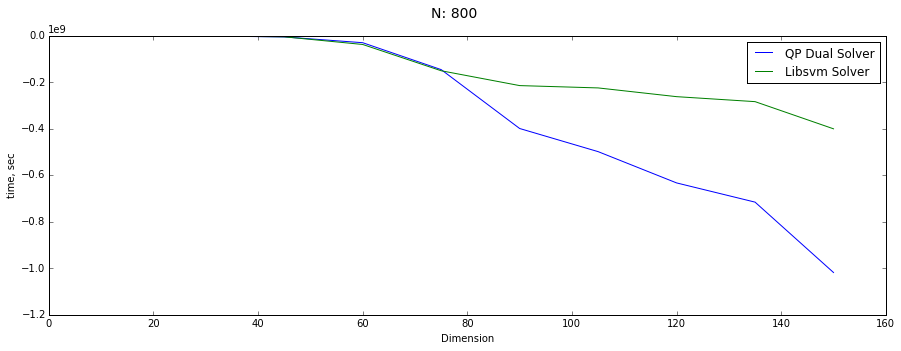 N: 800
1e9
0.0
−0.2
−0.4
−0.6
−0.8
−1.0
−1.2
time, sec
QP Dual Solver
Libsvm Solver
0 20 40 60 80 100 120 140 160
Dimension